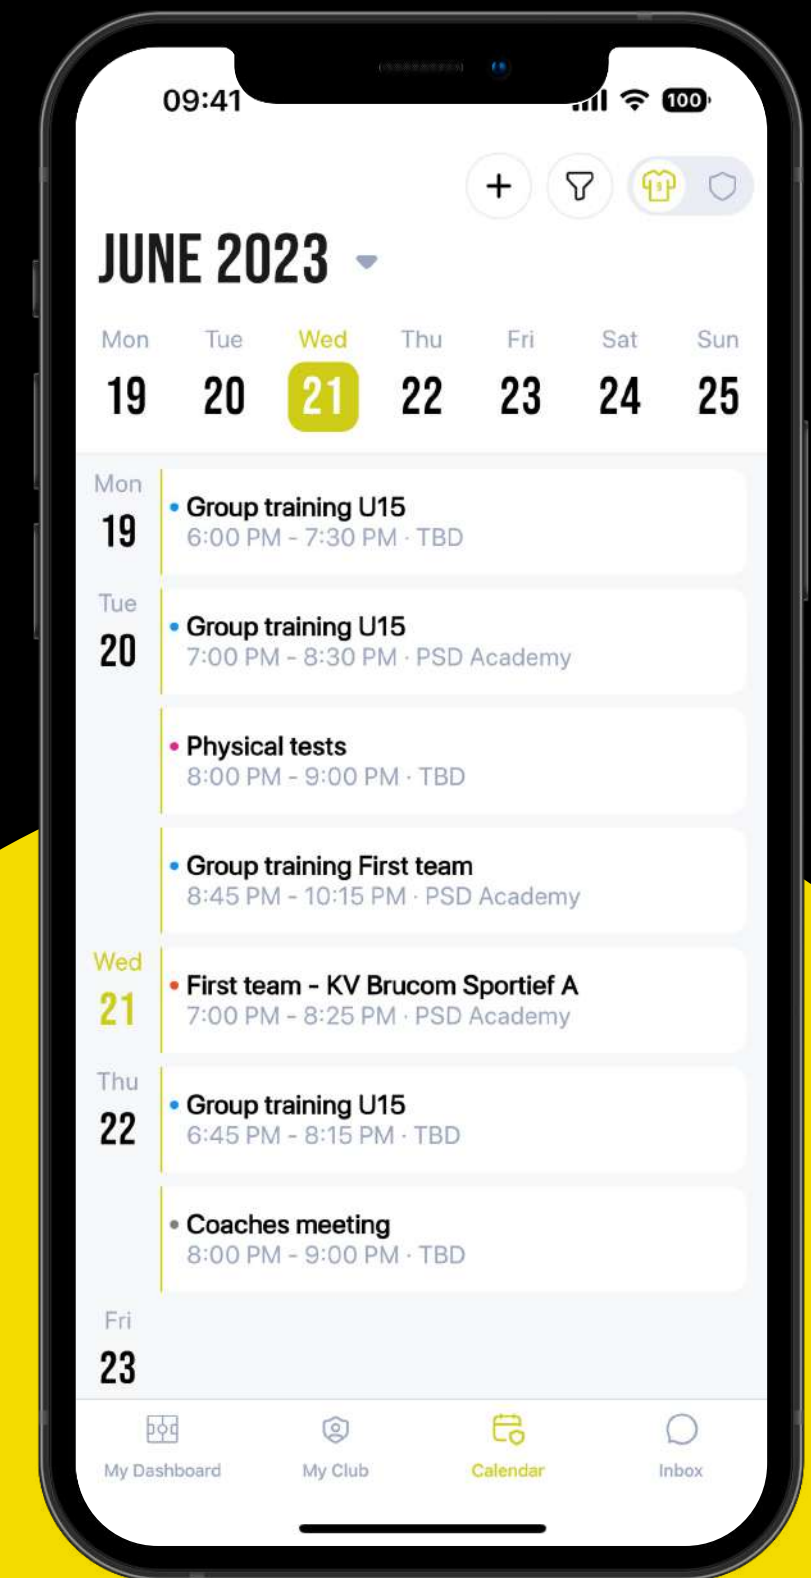 09:41
100
JUNE 2023
Mon Tue Wed Thu Fri Sat Sun
19 20 21 22 23 24 25
Mon
19
Group training U15
6:00 PM - 7:30 PM · TBD
Tue
20
Group training U15
7:00 PM - 8:30 PM · PSD Academy
Physical tests
8:00 PM - 9:00 PM · TBD
Group training First team
8:45 PM - 10:15 PM · PSD Academy
Wed
21
First team - KV Brucom Sportief A
7:00 PM - 8:25 PM · PSD Academy
Thu
22
Group training U15
6:45 PM - 8:15 PM · TBD
Coaches meeting
8:00 PM - 9:00 PM · TBD
Fri
23
My Dashboard My Club Calendar Inbox